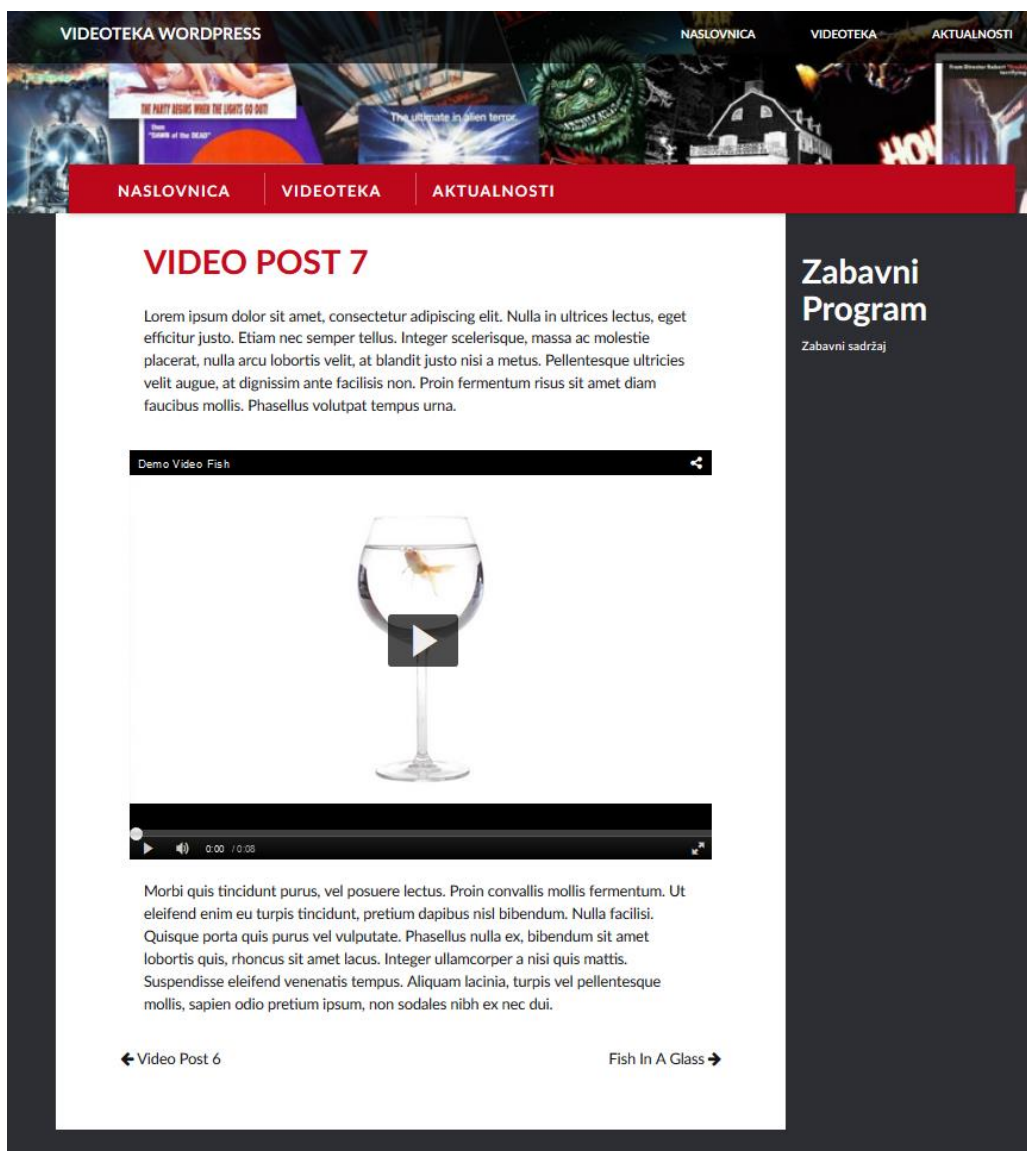 VIDEOTEKA WORDPRESS
NASLOVNICA VIDEOTEKA AKTUALNOSTI
THE PARTY BEGINS WHEN THE LIGHTS GO OUT!
from
"DAWN of the DEAD"
The ultimate in alien terror.
From Director Robert
NASLOVNICA VIDEOTEKA AKTUALNOSTI
VIDEO POST 7
Lorem ipsum dolor sit amet, consectetur adipiscing elit. Nulla in ultrices lectus, eget
efficitur justo. Etiam nec semper tellus. Integer scelerisque, massa ac molestie
placerat, nulla arcu lobortis velit, at blandit justo nisi a metus. Pellentesque ultricies
velit augue, at dignissim ante facilisis non. Proin fermentum risus sit amet diam
faucibus mollis. Phasellus volutpat tempus urna.
Demo Video Fish
0:00 / 0:08
Morbi quis tincidunt purus, vel posuere lectus. Proin convallis mollis fermentum. Ut
eleifend enim eu turpis tincidunt, pretium dapibus nisl bibendum. Nulla facilisi.
Quisque porta quis purus vel vulputate. Phasellus nulla ex, bibendum sit amet
lobortis quis, rhoncus sit amet lacus. Integer ullamcorper a nisi quis mattis.
Suspendisse eleifend venenatis tempus. Aliquam lacinia, turpis vel pellentesque
mollis, sapien odio pretium ipsum, non sodales nibh ex nec dui.
Video Post 6
Fish In A Glass
Zabavni
Program
Zabavni sadržaj